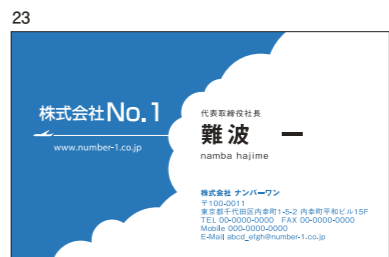 23
株式会社No.1
www.number-1.co.jp
代表取締役社長
難波 一
namba hajime
株式会社 ナンバーワン
〒100-0011
東京都千代田区内幸町1-5-2 内幸町平和ビル15F
TEL 00-0000-0000 FAX 00-0000-0000
Mobile 000-0000-0000
E-Mail abcd_efgh@number-1.co.jp